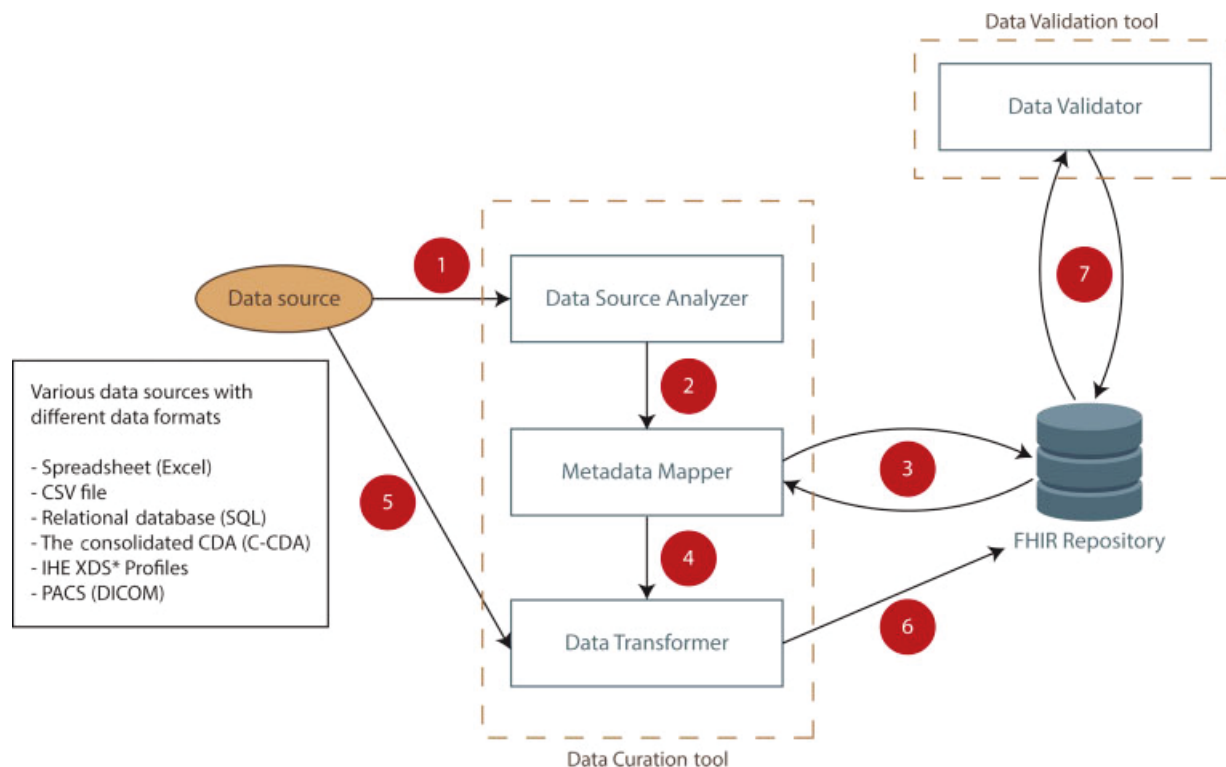 Data Validation tool
Data Validator
1
7
Data source
Data Source Analyzer
Various data sources with
different data formats
- Spreadsheet (Excel)
- CSV file
- Relational database (SQL)
- The consolidated CDA (C-CDA)
- IHE XDS* Profiles
- PACS (DICOM)
2
Metadata Mapper
3
5
FHIR Repository
4
Data Transformer
6
Data Curation tool